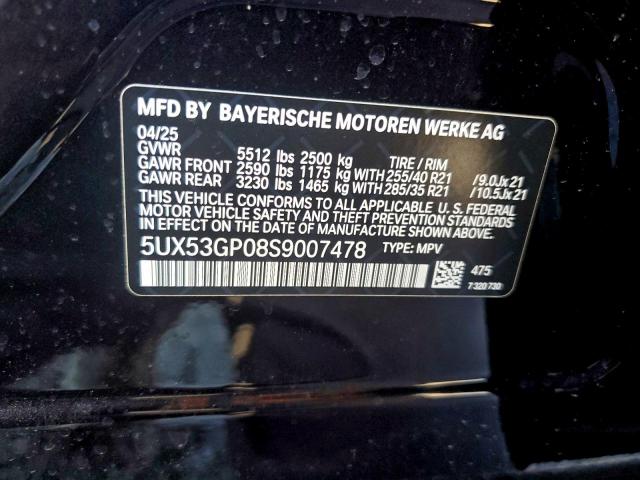 MFD BY BAYERISCHE MOTOREN WERKE AG
04/25
GVWR 5512 lbs 2500 kg TIRE / RIM
GAWR FRONT 2590 lbs 1175 kg WITH 255/40 R21 /9.0Jx21
GAWR REAR 3230 lbs 1465 kg WITH 285/35 R21 /10.5Jx21
THIS VEHICLE CONFORMS TO ALL APPLICABLE U. S. FEDERAL
MOTOR VEHICLE SAFETY AND THEFT PREVENTION STANDARDS
IN EFFECT ON THE DATE OF MANUFACTURE SHOWN ABOVE.
5UX53GP08S9007478 TYPE: MPV
475
7 320 730